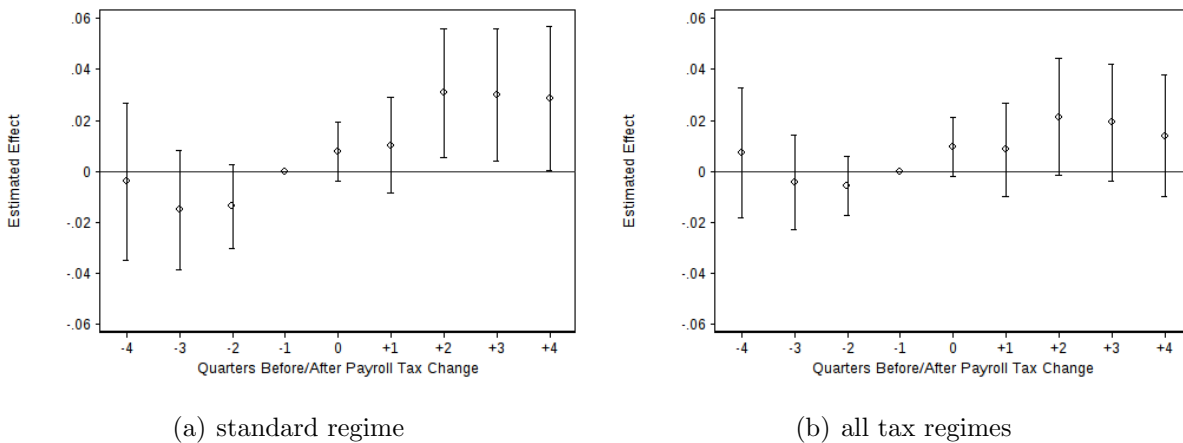 .06
.04
.02
0
-.02
-.04
-.06
Estimated Effect
-4 -3 -2 -1 0 +1 +2 +3 +4
Quarters Before/After Payroll Tax Change
(a) standard regime
.06
.04
.02
0
-.02
-.04
-.06
Estimated Effect
-4 -3 -2 -1 0 +1 +2 +3 +4
Quarters Before/After Payroll Tax Change
(b) all tax regimes